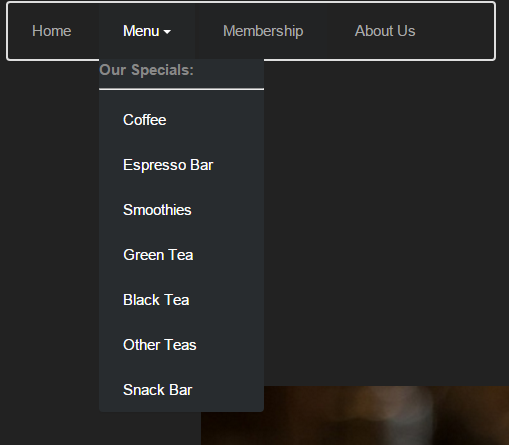 Home Menu Membership About Us
Our Specials:
Coffee
Espresso Bar
Smoothies
Green Tea
Black Tea
Other Teas
Snack Bar